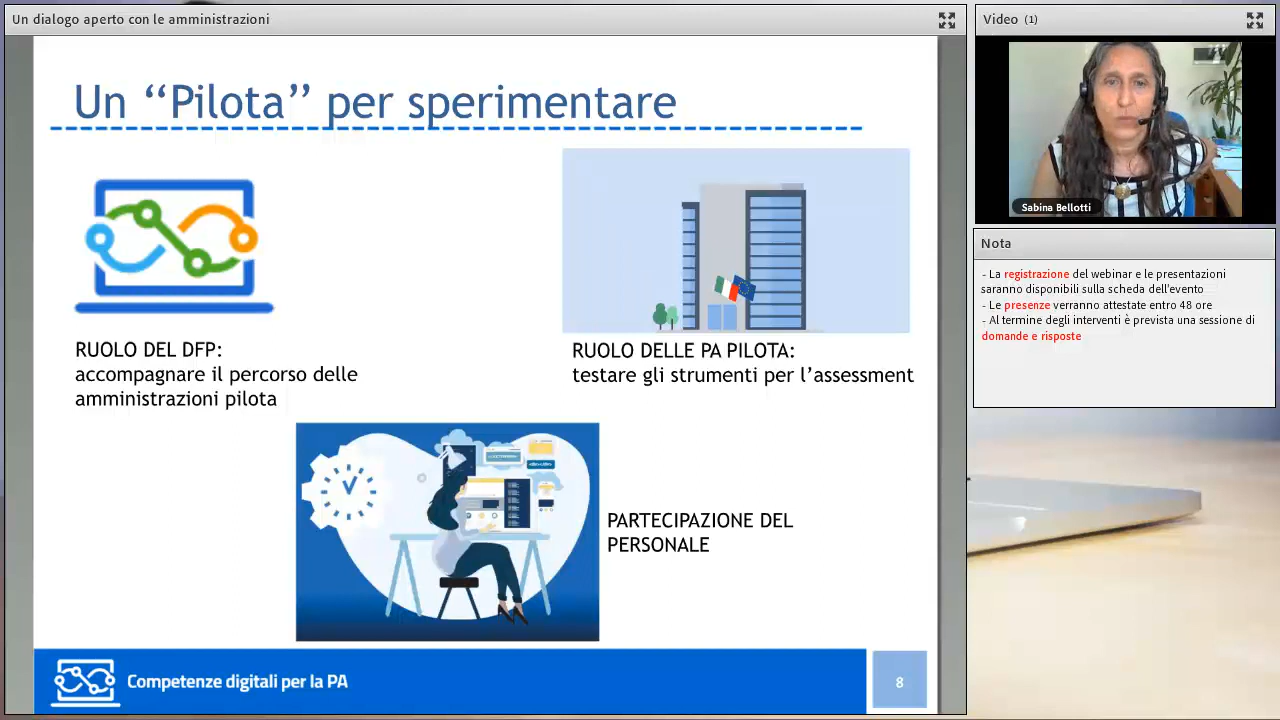 Un dialogo aperto con le amministrazioni
Un “Pilota” per sperimentare
RUOLO DEL DFP:
accompagnare il percorso delle
amministrazioni pilota
RUOLO DELLE PA PILOTA:
testare gli strumenti per l’assessment
PARTECIPAZIONE DEL
PERSONALE
Competenze digitali per la PA
8
Video (1)
Sabina Bellotti
Nota
- La registrazione del webinar e le presentazioni
saranno disponibili sulla scheda dell'evento
- Le presenze verranno attestate entro 48 ore
- Al termine degli interventi è prevista una sessione di
domande e risposte